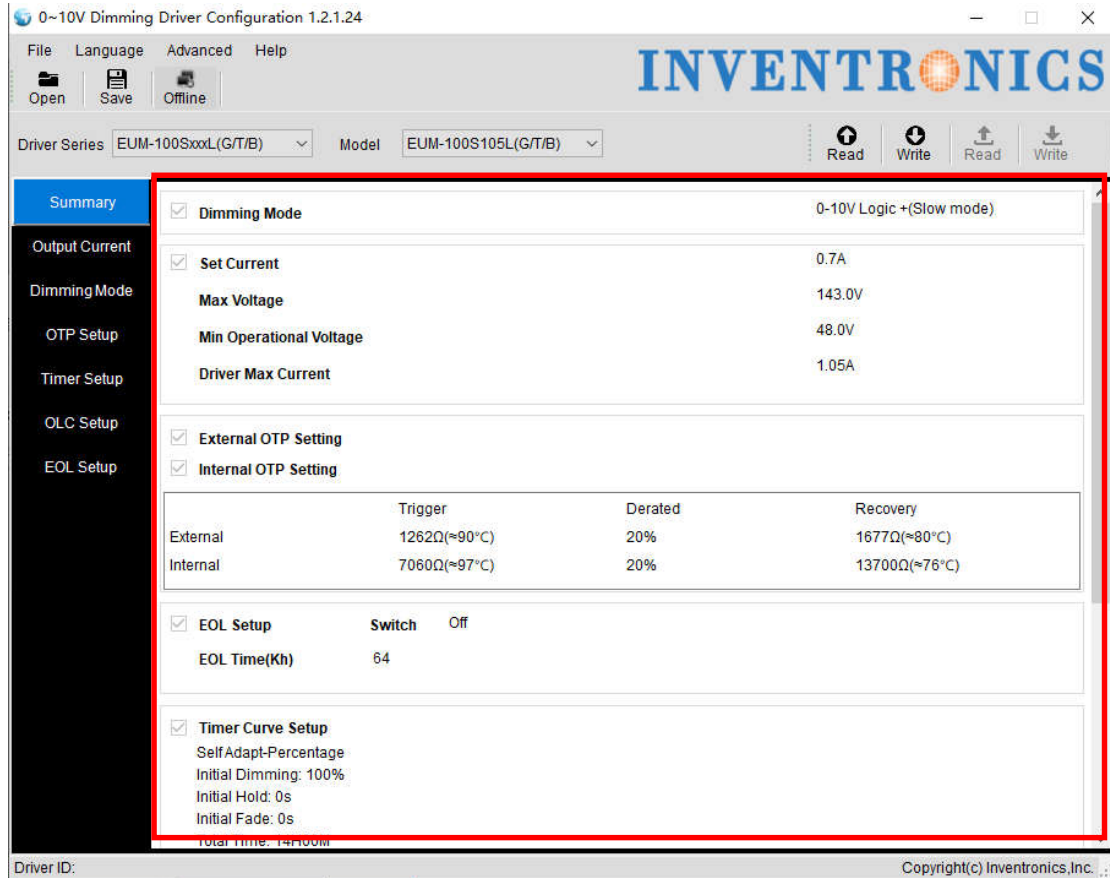 0~10V Dimming Driver Configuration 1.2.1.24
File Language Advanced Help
INVENTRONICS
Open Save Offline
Driver Series EUM-100SxxxL(G/T/B) Model EUM-100S105L(G/T/B) Read Write Read Write
Summary
Output Current
Dimming Mode
OTP Setup
Timer Setup
OLC Setup
EOL Setup
Dimming Mode 0-10V Logic +(Slow mode)
Set Current 0.7A
Max Voltage 143.0V
Min Operational Voltage 48.0V
Driver Max Current 1.05A
External OTP Setting
Internal OTP Setting
Trigger Derated Recovery
External 1262Ω(≈90°C) 20% 1677Ω(≈80°C)
Internal 7060Ω(≈97°C) 20% 13700Ω(≈76°C)
EOL Setup Switch Off
EOL Time(Kh) 64
Timer Curve Setup
Self Adapt-Percentage
Initial Dimming: 100%
Initial Hold: 0s
Initial Fade: 0s
Total Time: 14H00M
Driver ID: Copyright(c) Inventronics,Inc.